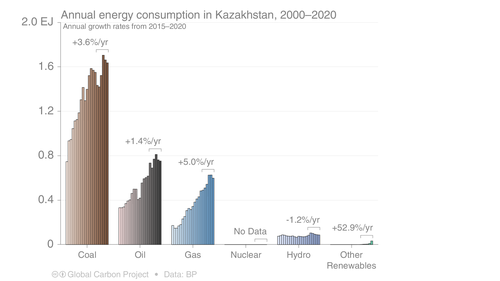 Annual energy consumption in Kazakhstan, 2000–2020
2.0 EJ
Annual growth rates from 2015–2020
+3.6%/yr
1.6
1.2
+1.4%/yr
0.8
+5.0%/yr
0.4
No Data
-1.2%/yr
+52.9%/yr
0
Coal
Oil
Gas
Nuclear
Hydro
Other
Renewables
Global Carbon Project • Data: BP